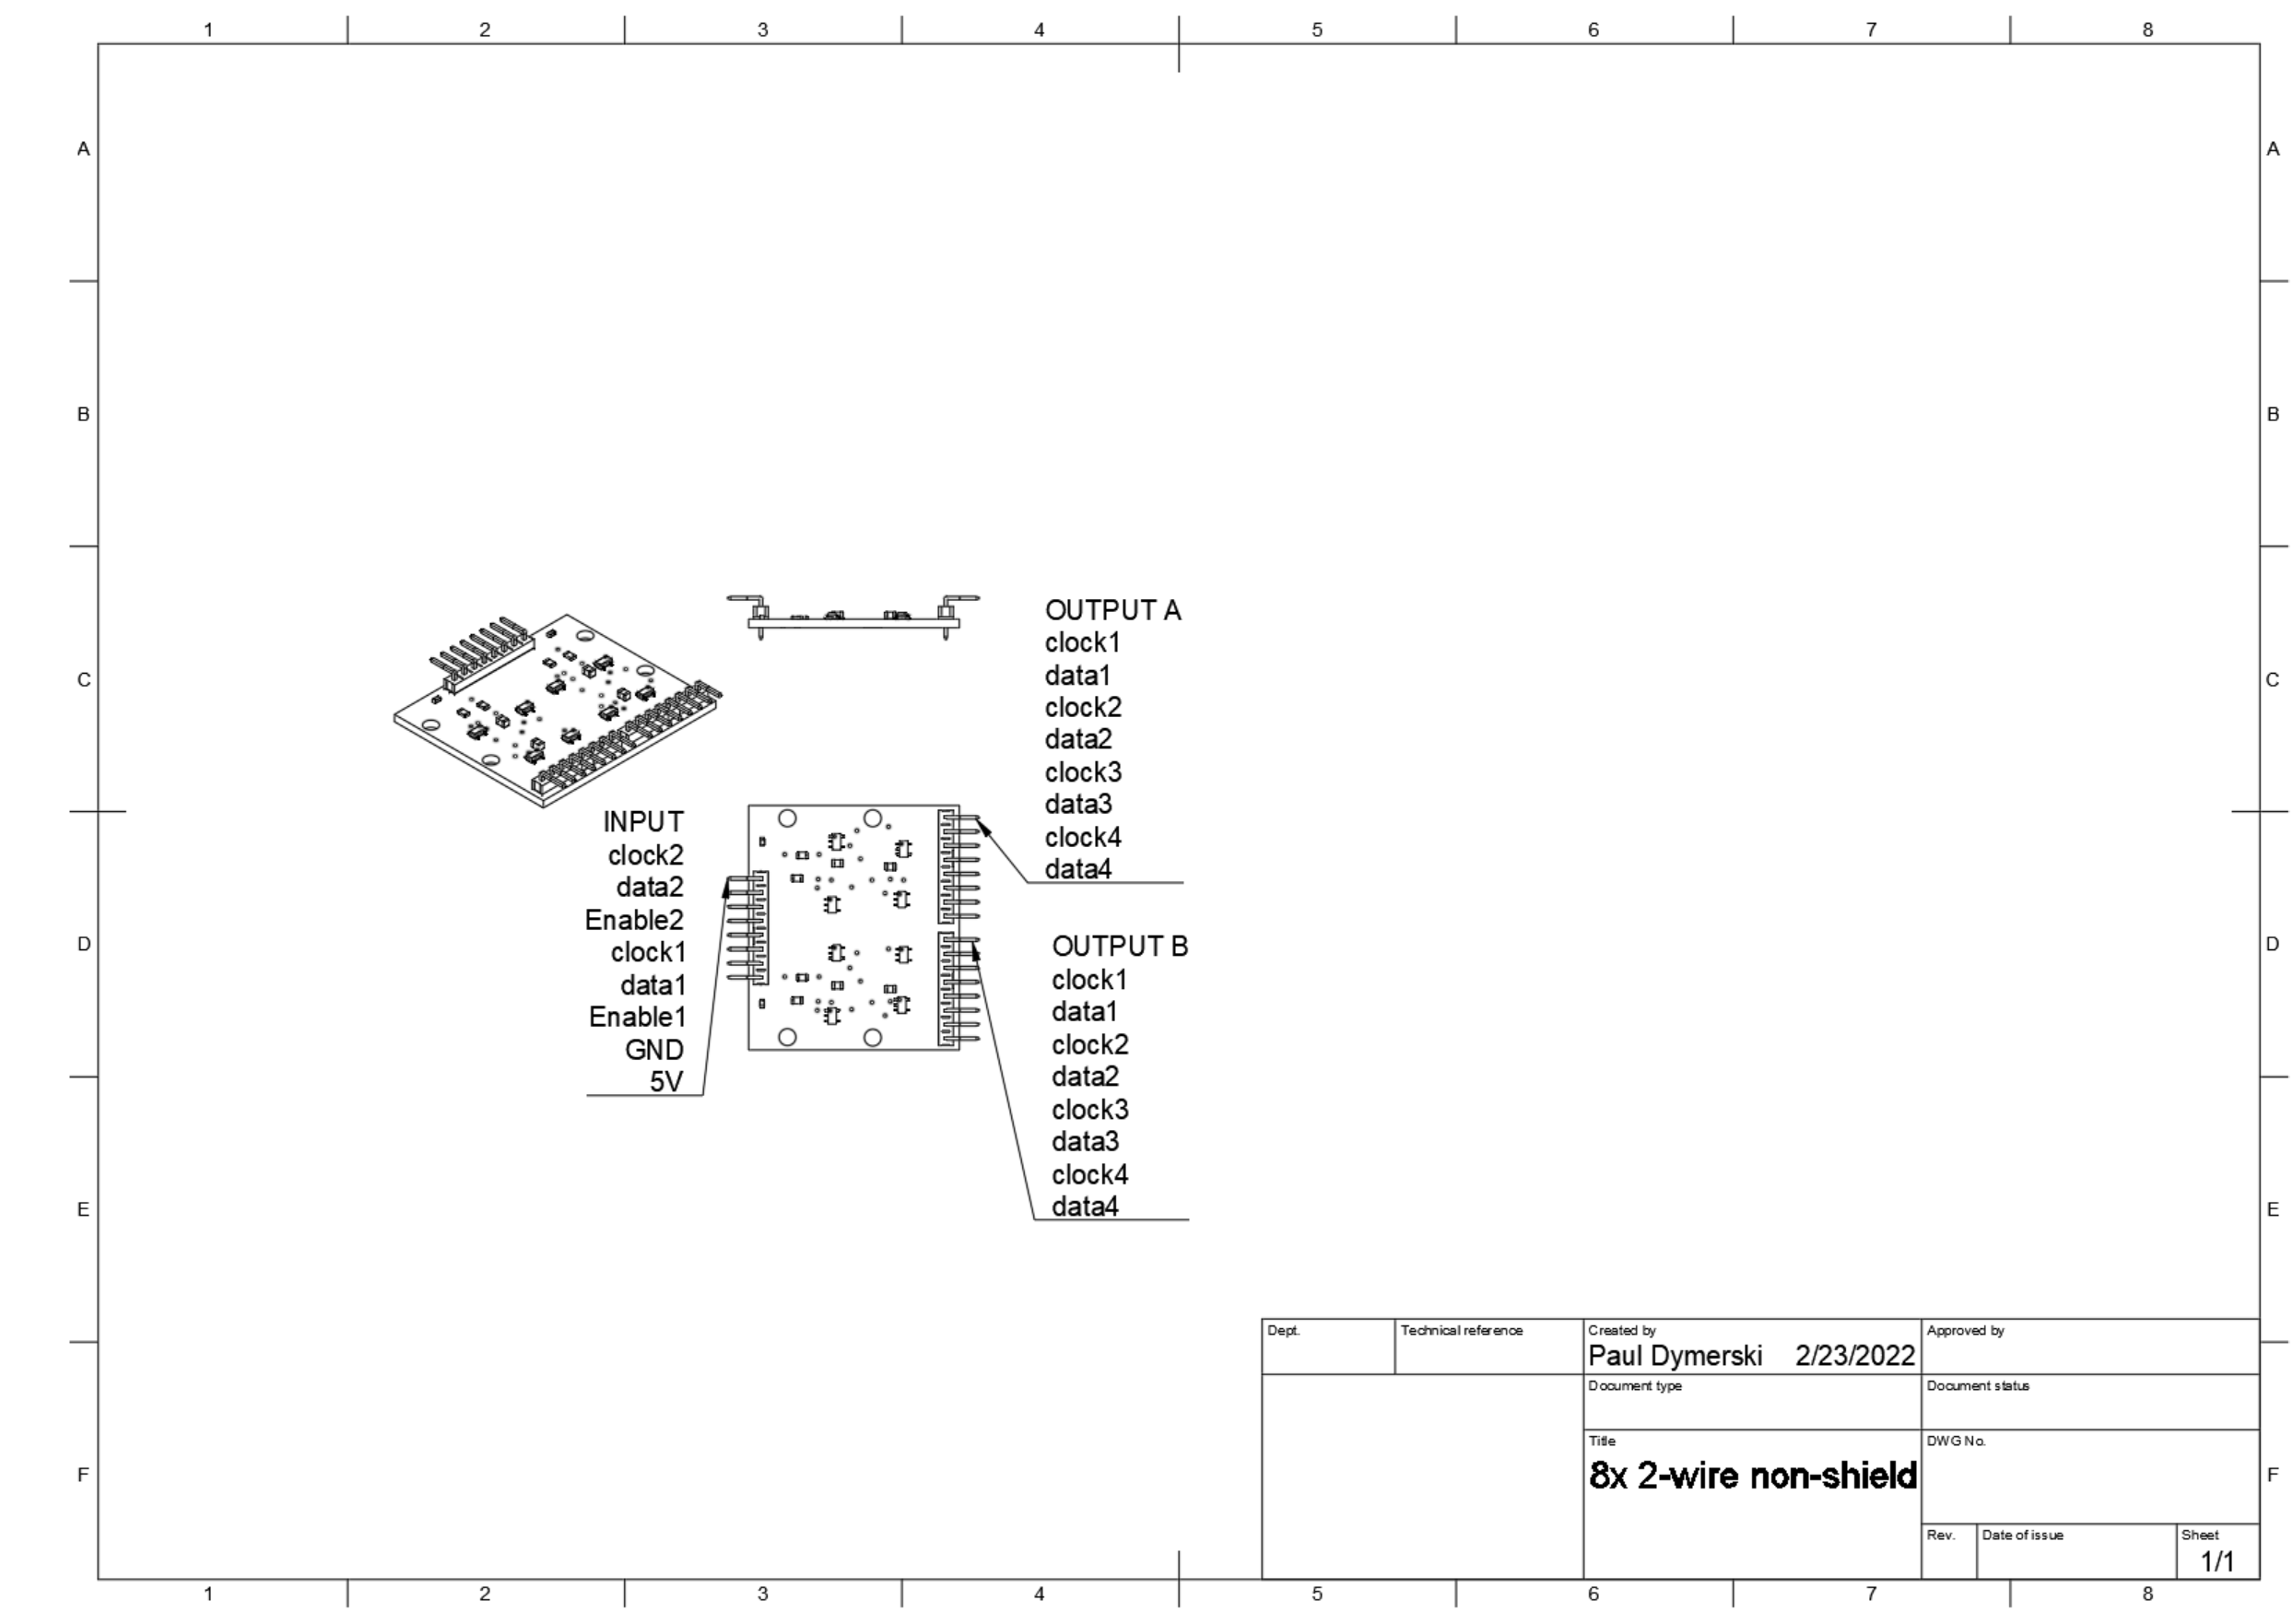 1 2 3 4 5 6 7 8
A A
B B
C C
D D
E E
F F
OUTPUT A
clock1
data1
clock2
data2
clock3
data3
clock4
data4
INPUT
clock2
data2
Enable2
clock1
data1
Enable1
GND
5V
OUTPUT B
clock1
data1
clock2
data2
clock3
data3
clock4
data4
Dept. Technical reference Created by Approved by
Paul Dymerski 2/23/2022
Document type Document status
Title DWG No.
8x 2-wire non-shield
Rev. Date of issue Sheet
1/1
1 2 3 4 5 6 7 8